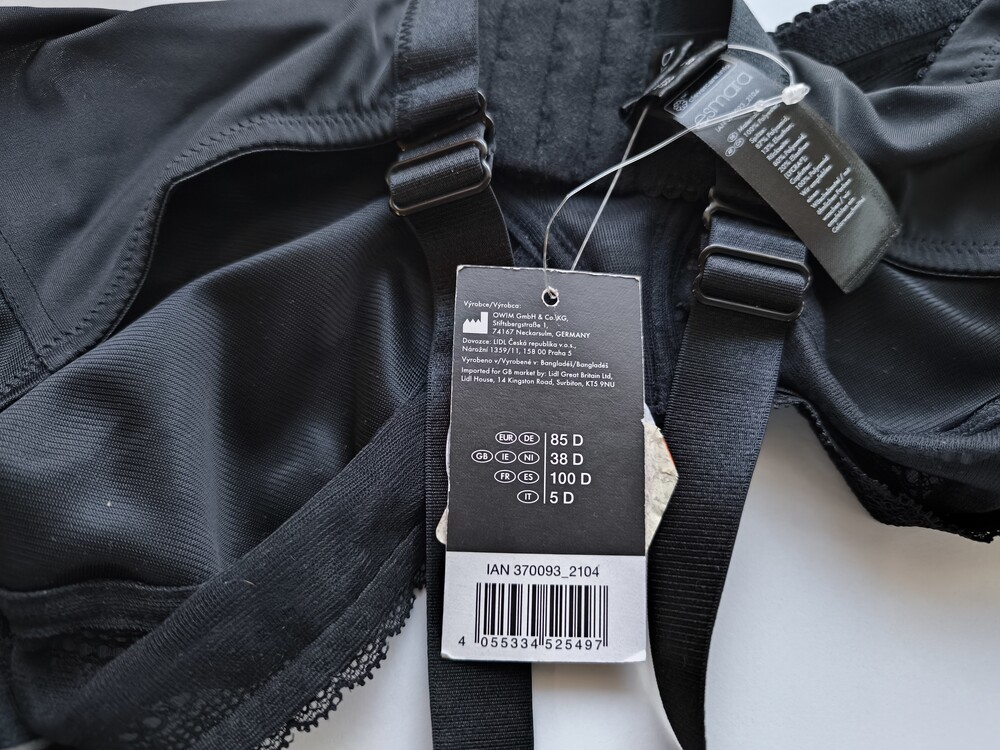 esmara
Výrobce/Výrobca:
OWIM GmbH & Co. KG,
Stiftsbergstraße 1,
74167 Neckarsulm, GERMANY
Dovozce: LIDL Česká republika v.o.s.,
Nárožní 1359/11, 158 00 Praha 5
Vyrobeno v/Vyrobené v: Bangladéš/Bangladéš
Imported for GB market by: Lidl Great Britain Ltd,
Lidl House, 14 Kingston Road, Surbiton, KT5 9NU
EUR DE 85 D
GB IE NI 38 D
FR ES 100 D
IT 5 D
IAN 370093_2104
4 055334 525497